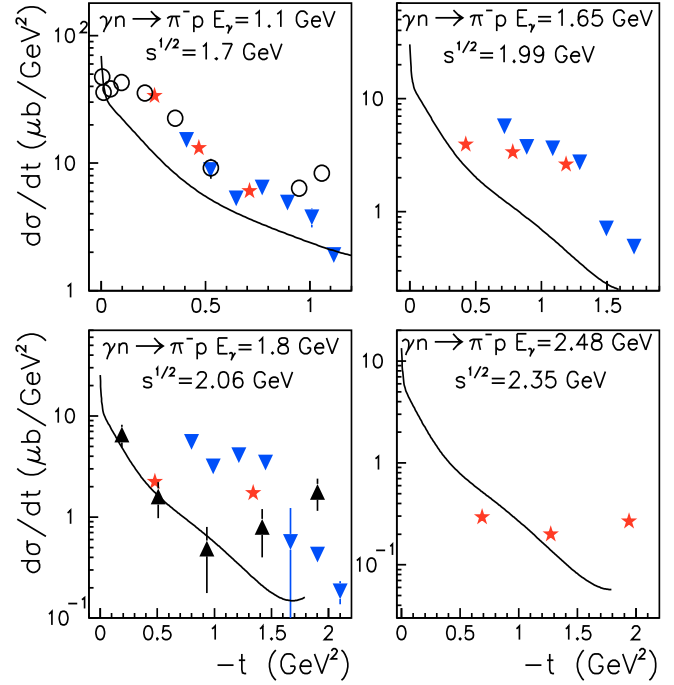 γn → π⁻p E_γ=1.1 GeV
s^1/2=1.7 GeV
10²
10
1
0
0.5
1
dσ/dt (μb/GeV²)
γn → π⁻p E_γ=1.65 GeV
s^1/2=1.99 GeV
10
1
0
0.5
1
1.5
γn → π⁻p E_γ=1.8 GeV
s^1/2=2.06 GeV
10
1
10⁻¹
0
0.5
1
1.5
2
dσ/dt (μb/GeV²)
−t (GeV²)
γn → π⁻p E_γ=2.48 GeV
s^1/2=2.35 GeV
10
1
10⁻¹
0
0.5
1
1.5
2
−t (GeV²)